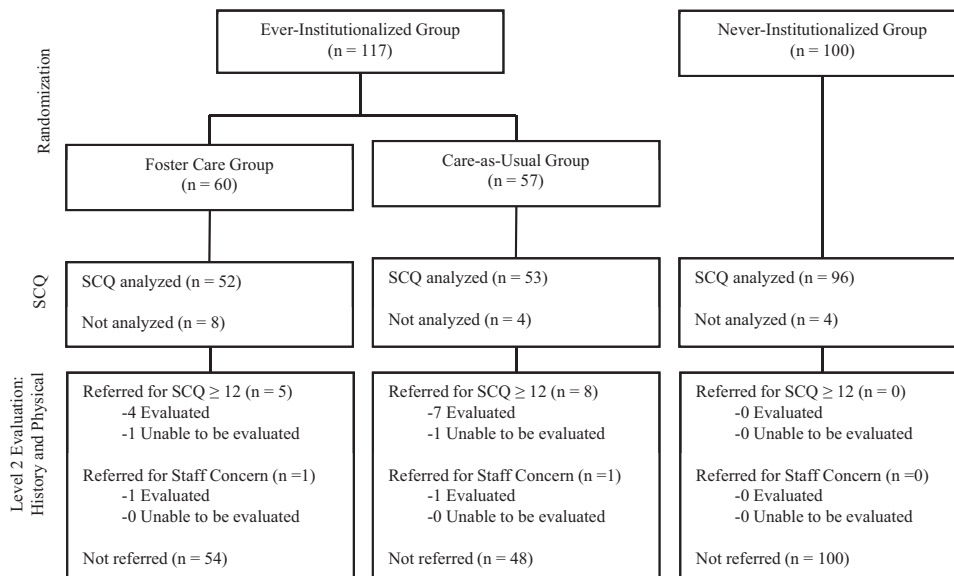 Randomization
Ever-Institutionalized Group
(n = 117)
Never-Institutionalized Group
(n = 100)
Foster Care Group
(n = 60)
Care-as-Usual Group
(n = 57)
SCQ
SCQ analyzed (n = 52)
Not analyzed (n = 8)
SCQ analyzed (n = 53)
Not analyzed (n = 4)
SCQ analyzed (n = 96)
Not analyzed (n = 4)
Level 2 Evaluation:
History and Physical
Referred for SCQ ≥ 12 (n = 5)
-4 Evaluated
-1 Unable to be evaluated
Referred for Staff Concern (n =1)
-1 Evaluated
-0 Unable to be evaluated
Not referred (n = 54)
Referred for SCQ ≥ 12 (n = 8)
-7 Evaluated
-1 Unable to be evaluated
Referred for Staff Concern (n =1)
-1 Evaluated
-0 Unable to be evaluated
Not referred (n = 48)
Referred for SCQ ≥ 12 (n = 0)
-0 Evaluated
-0 Unable to be evaluated
Referred for Staff Concern (n =0)
-0 Evaluated
-0 Unable to be evaluated
Not referred (n = 100)